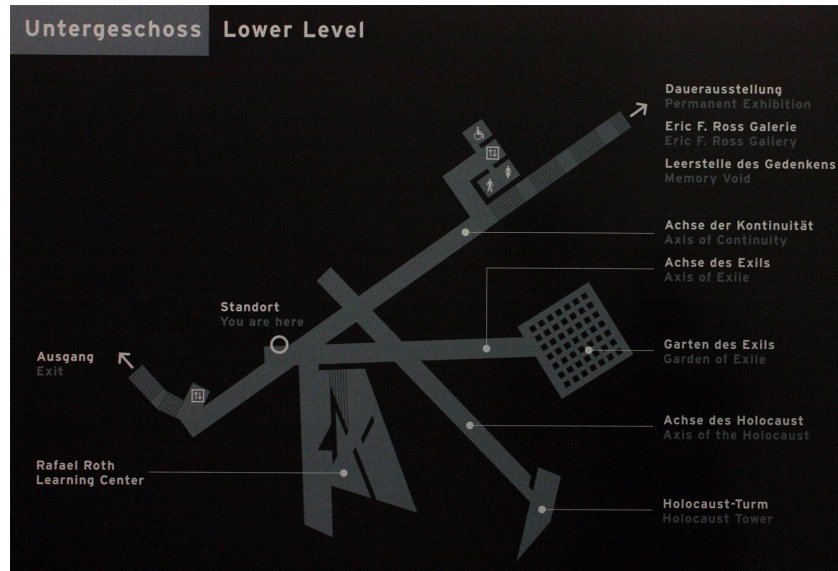 Untergeschoss Lower Level
Dauerausstellung
Permanent Exhibition
Eric F. Ross Galerie
Eric F. Ross Gallery
Leerstelle des Gedenkens
Memory Void
Achse der Kontinuität
Axis of Continuity
Achse des Exils
Axis of Exile
Standort
You are here
Garten des Exils
Garden of Exile
Ausgang
Exit
Achse des Holocaust
Axis of the Holocaust
Rafael Roth
Learning Center
Holocaust-Turm
Holocaust Tower